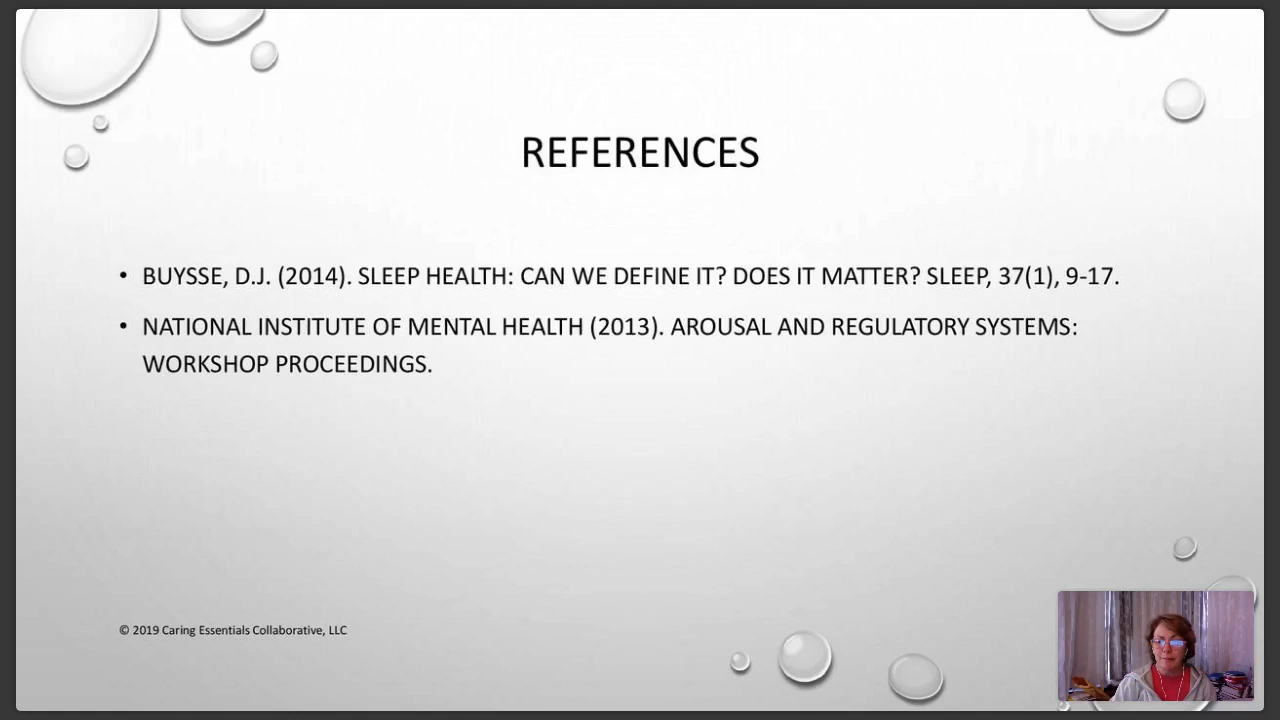 REFERENCES
• BUYSSE, D.J. (2014). SLEEP HEALTH: CAN WE DEFINE IT? DOES IT MATTER? SLEEP, 37(1), 9-17.
• NATIONAL INSTITUTE OF MENTAL HEALTH (2013). AROUSAL AND REGULATORY SYSTEMS:
WORKSHOP PROCEEDINGS.
© 2019 Caring Essentials Collaborative, LLC